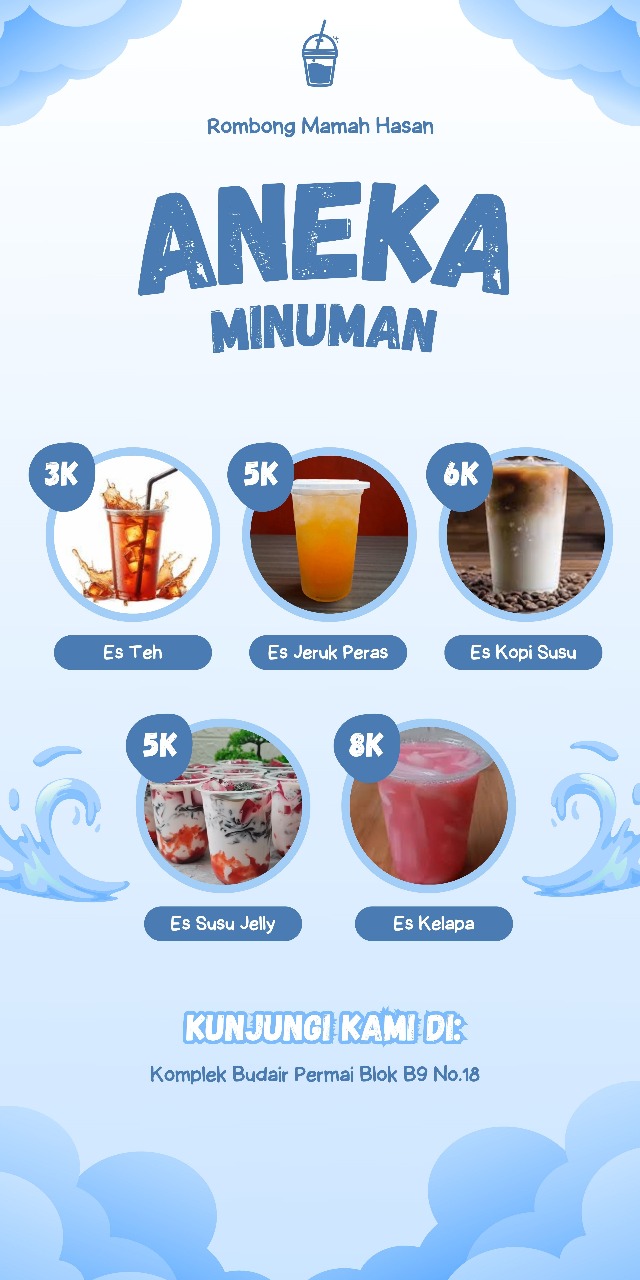 Rombong Mamah Hasan
ANEKA
MINUMAN
3K
5K
6K
Es Teh
Es Jeruk Peras
Es Kopi Susu
5K
8K
Es Susu Jelly
Es Kelapa
KUNJUNGI KAMI DI:
Komplek Budair Permai Blok B9 No.18